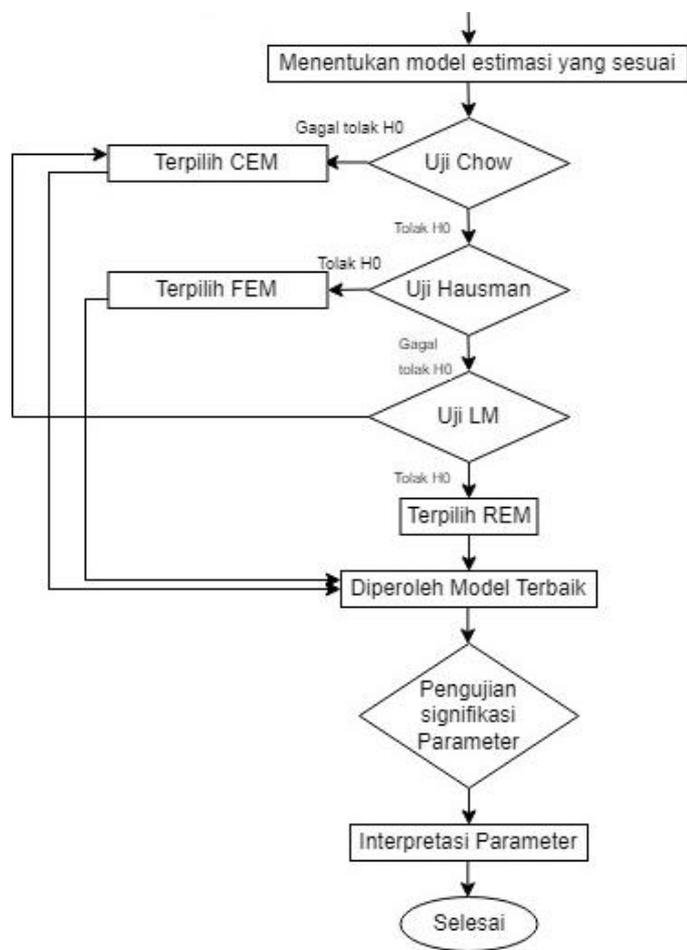 Menentukan model estimasi yang sesuai
Gagal tolak H0
Terpilih CEM
Uji Chow
Tolak H0
Tolak H0
Terpilih FEM
Uji Hausman
Gagal
tolak H0
Uji LM
Tolak H0
Terpilih REM
Diperoleh Model Terbaik
Pengujian
signifikasi
Parameter
Interpretasi Parameter
Selesai